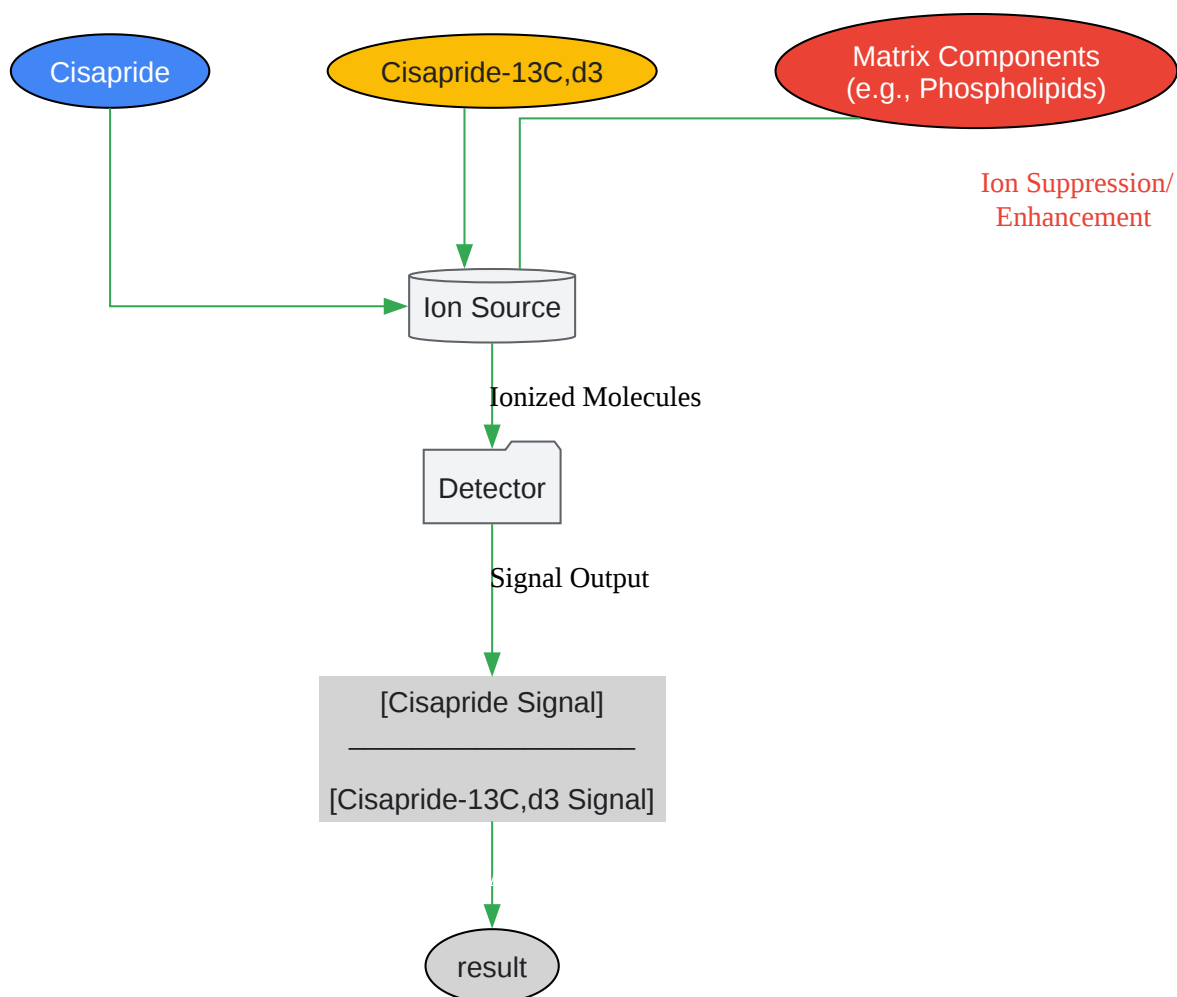 Cisapride
Cisapride-13C,d3
Matrix Components
(e.g., Phospholipids)
Ion Suppression/
Enhancement
Ion Source
Ionized Molecules
Detector
Signal Output
[Cisapride Signal]
[Cisapride-13C,d3 Signal]
result